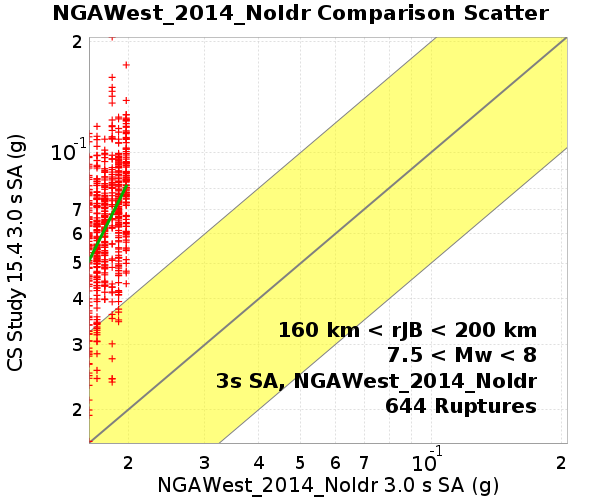 NGAWest_2014_NoIdr Comparison Scatter
CS Study 15.4 3.0 s SA (g)
2
10-1
7
6
5
4
3
2
160 km < rJB < 200 km
7.5 < Mw < 8
3s SA, NGAWest_2014_NoIdr
644 Ruptures
2 3 4 5 6 7 10-1 2
NGAWest_2014_NoIdr 3.0 s SA (g)